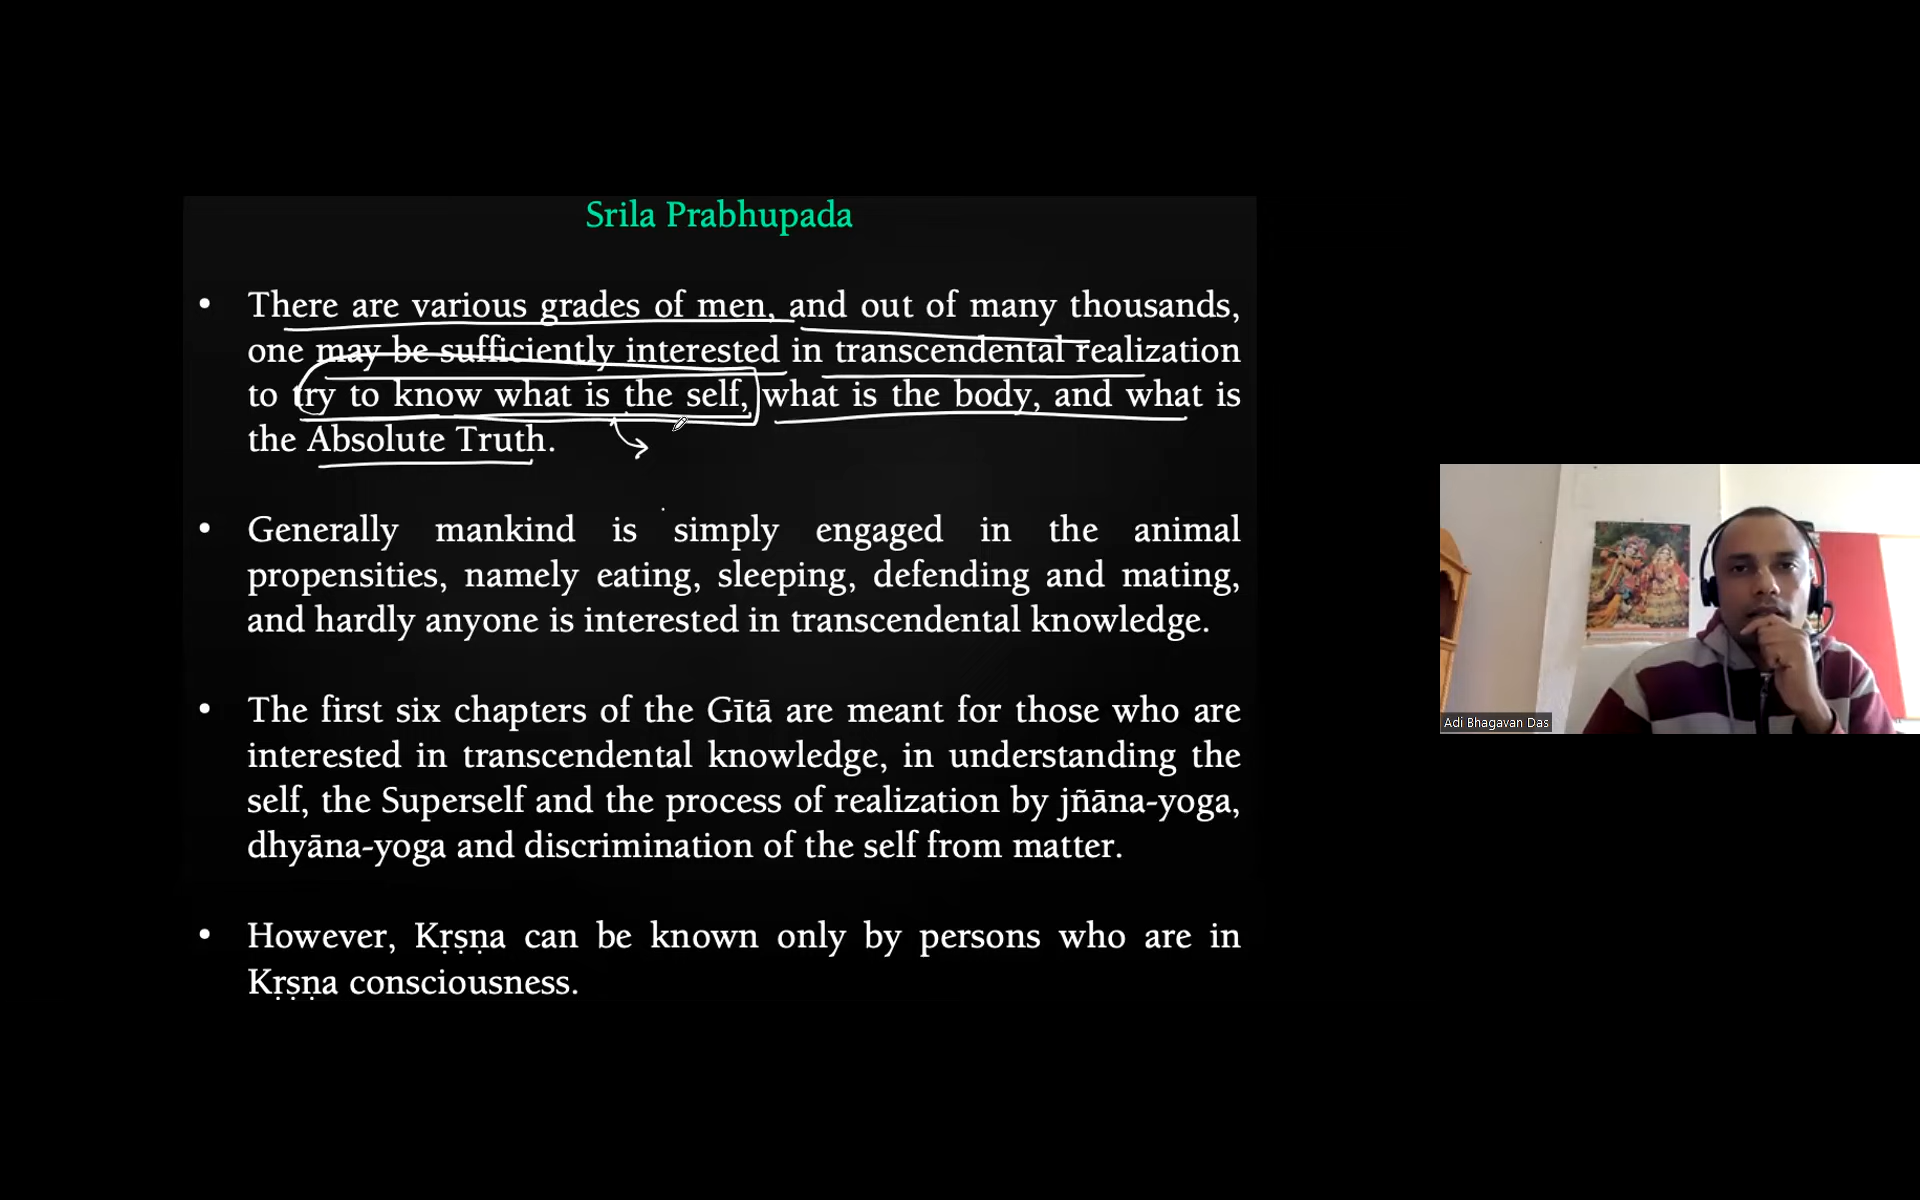 Srila Prabhupada
• There are various grades of men, and out of many thousands,
one may be sufficiently interested in transcendental realization
to try to know what is the self, what is the body, and what is
the Absolute Truth.
• Generally mankind is simply engaged in the animal
propensities, namely eating, sleeping, defending and mating,
and hardly anyone is interested in transcendental knowledge.
• The first six chapters of the Gītā are meant for those who are
interested in transcendental knowledge, in understanding the
self, the Superself and the process of realization by jñāna-yoga,
dhyāna-yoga and discrimination of the self from matter.
• However, Kṛṣṇa can be known only by persons who are in
Kṛṣṇa consciousness.
Adi Bhagavan Das